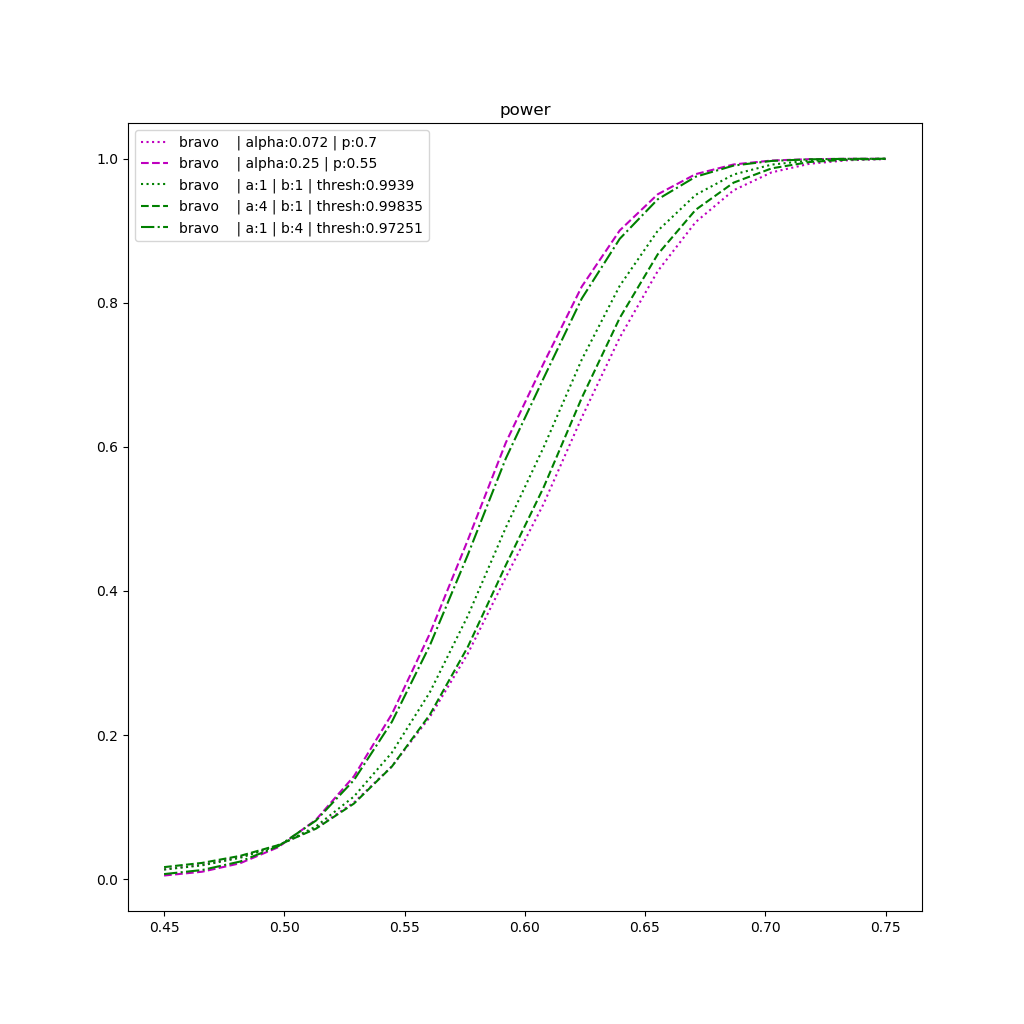 power
bravo | alpha:0.072 | p:0.7
bravo | alpha:0.25 | p:0.55
bravo | a:1 | b:1 | thresh:0.9939
bravo | a:4 | b:1 | thresh:0.99835
bravo | a:1 | b:4 | thresh:0.97251
1.0
0.8
0.6
0.4
0.2
0.0
0.45 0.50 0.55 0.60 0.65 0.70 0.75